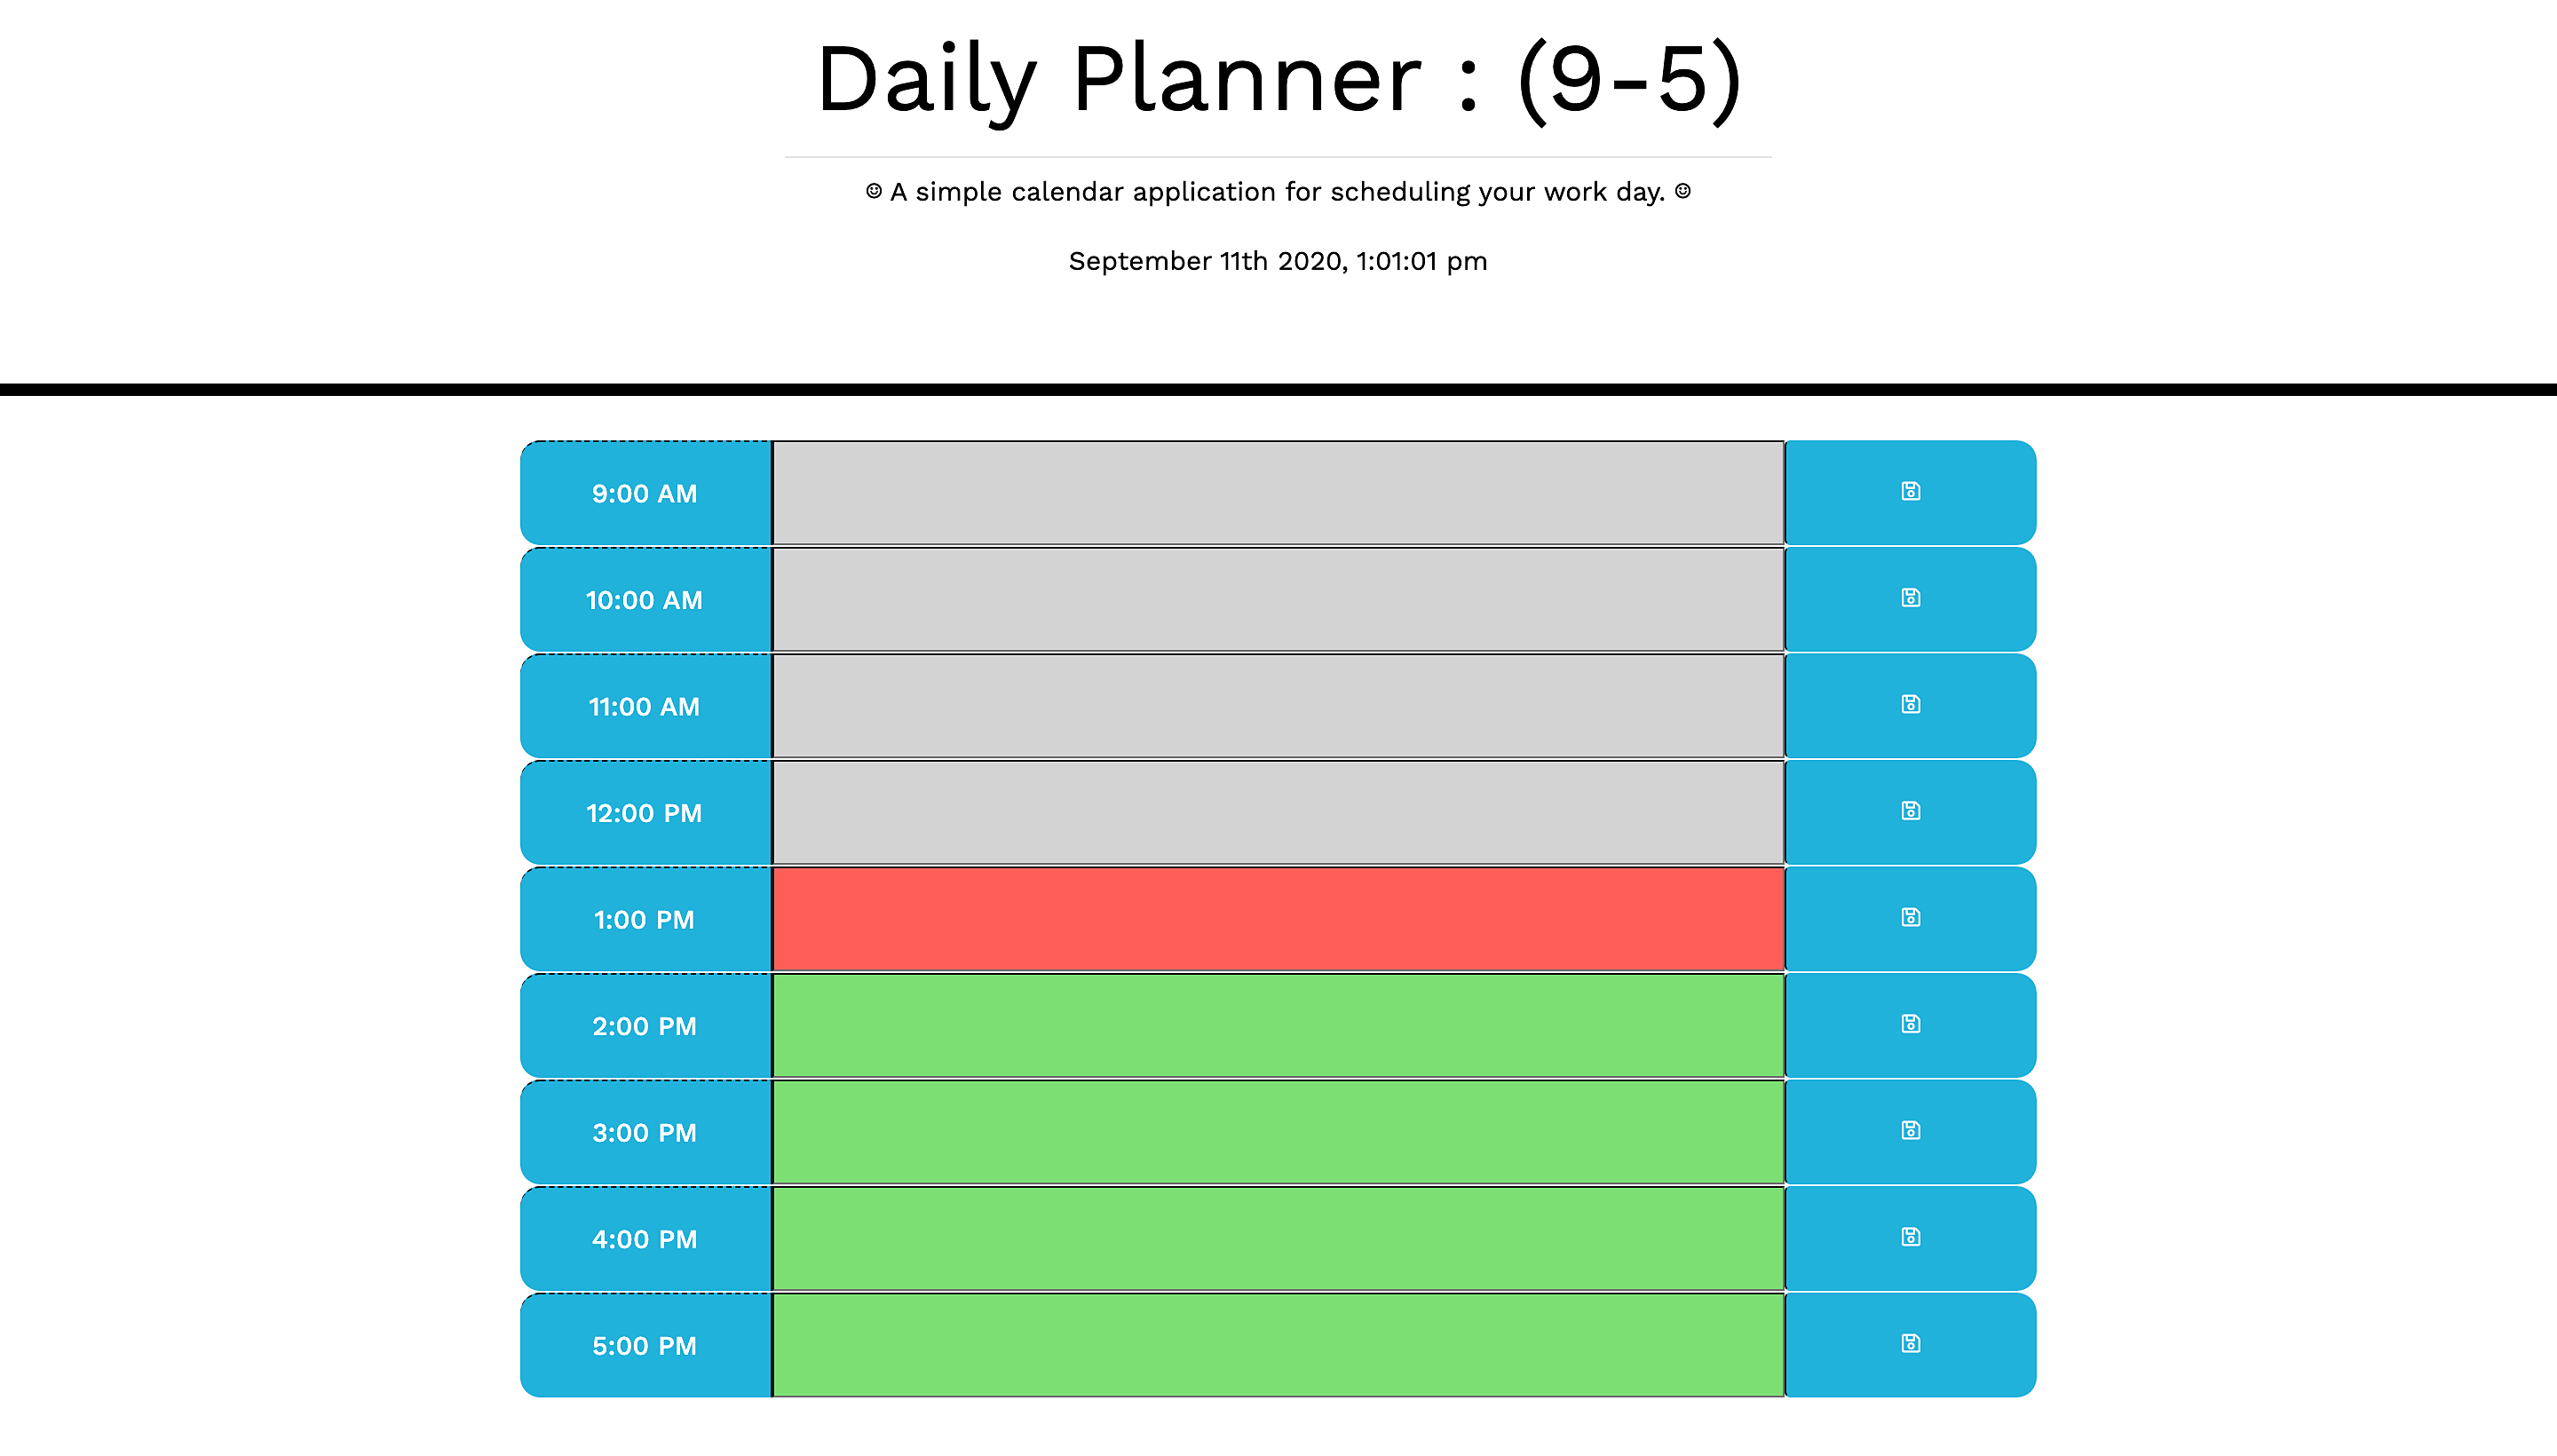 Daily Planner : (9-5)
☺ A simple calendar application for scheduling your work day. ☺
September 11th 2020, 1:01:01 pm
9:00 AM
10:00 AM
11:00 AM
12:00 PM
1:00 PM
2:00 PM
3:00 PM
4:00 PM
5:00 PM